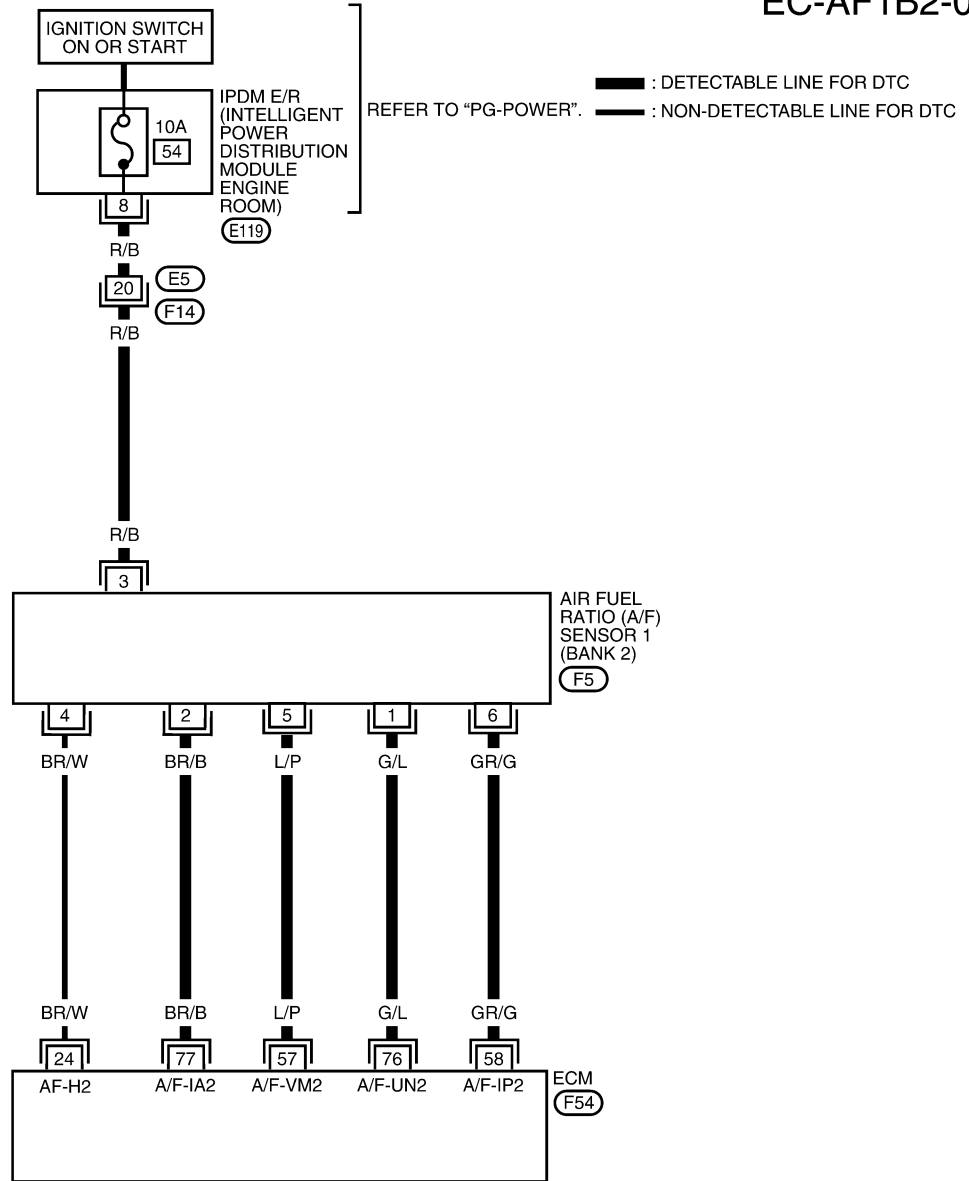 EC-AF1B2-0
IGNITION SWITCH
ON OR START
IPDM E/R
(INTELLIGENT
POWER
DISTRIBUTION
MODULE
ENGINE
ROOM)
E119
10A
54
REFER TO “PG-POWER”.
: DETECTABLE LINE FOR DTC
: NON-DETECTABLE LINE FOR DTC
8
R/B
20
E5
F14
R/B
R/B
3
AIR FUEL
RATIO (A/F)
SENSOR 1
(BANK 2)
F5
4 2 5 1 6
BR/W BR/B L/P G/L GR/G
BR/W BR/B L/P G/L GR/G
24 77 57 76 58
AF-H2 A/F-IA2 A/F-VM2 A/F-UN2 A/F-IP2
ECM
F54